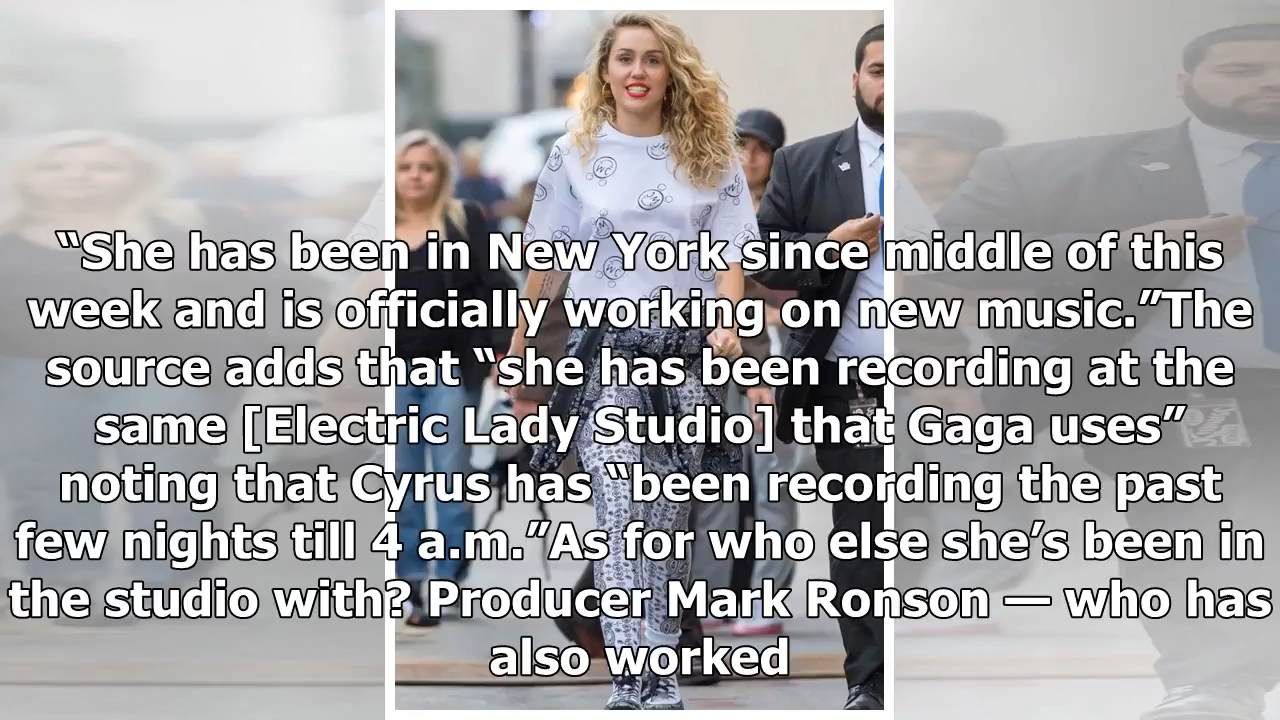 “She has been in New York since middle of this
week and is officially working on new music.”The
source adds that “she has been recording at the
same [Electric Lady Studio] that Gaga uses”
noting that Cyrus has “been recording the past
few nights till 4 a.m.”As for who else she’s been in
the studio with? Producer Mark Ronson — who has
also worked